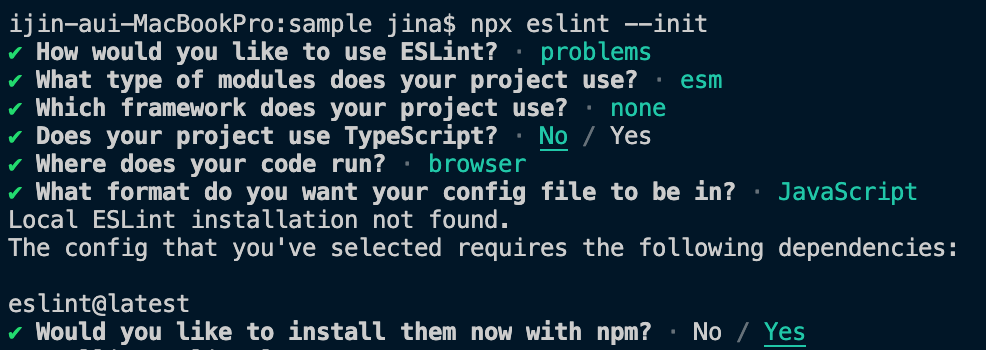 ijin-aui-MacBookPro:sample jina$ npx eslint --init
✔ How would you like to use ESLint? · problems
✔ What type of modules does your project use? · esm
✔ Which framework does your project use? · none
✔ Does your project use TypeScript? · No / Yes
✔ Where does your code run? · browser
✔ What format do you want your config file to be in? · JavaScript
Local ESLint installation not found.
The config that you've selected requires the following dependencies:
eslint@latest
✔ Would you like to install them now with npm? · No / Yes